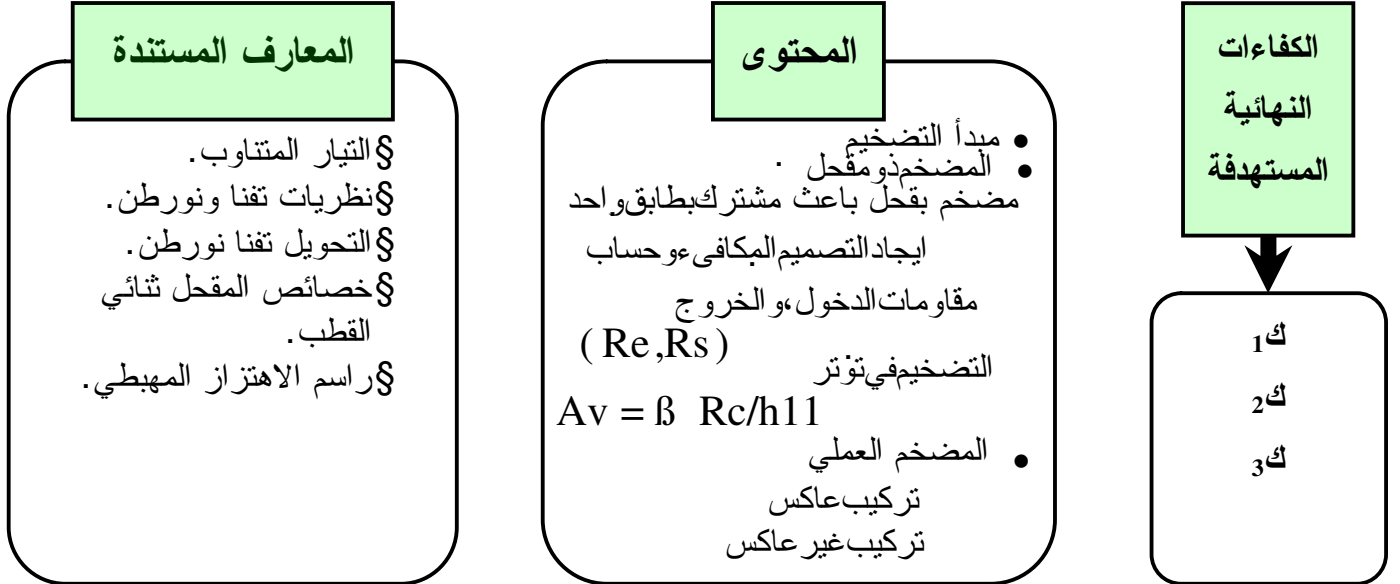 الكفاءات
النهائية
المستهدفة
ك1
ك2
ك3
المحتوى
• مبدأ التضخيم
• المضخمذومقحل .
مضخم بقحل باعث مشتركبطابقواحد
ايجادالتصميمالمكافىءوحساب
مقاوماتالدخول،والخروج
( Re ,Rs )
التضخيمفيتوتر
Av = ß Rc/h11
• المضخم العملي
تركيبعاكس
تركيبغيرعاكس
المعارف المستندة
§التيار المتناوب.
§نظريات تفنا ونورطن.
§التحويل تفنا نورطن.
§خصائص المقحل ثنائي
القطب.
§راسم الاهتزاز المهبطي.